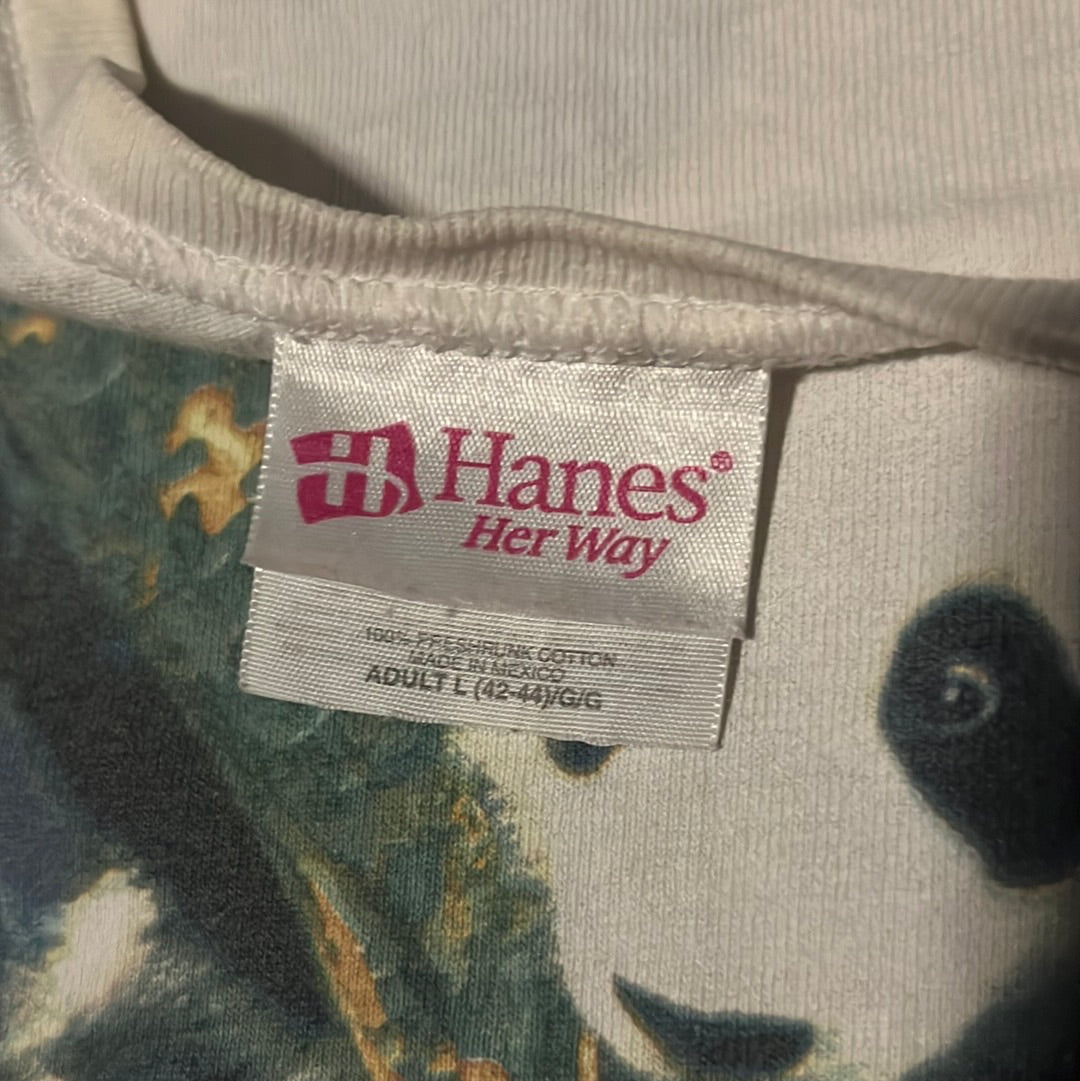 H Hanes®
Her Way
100% PRESHRUNK COTTON
MADE IN MEXICO
ADULT L (42-44)/G/G